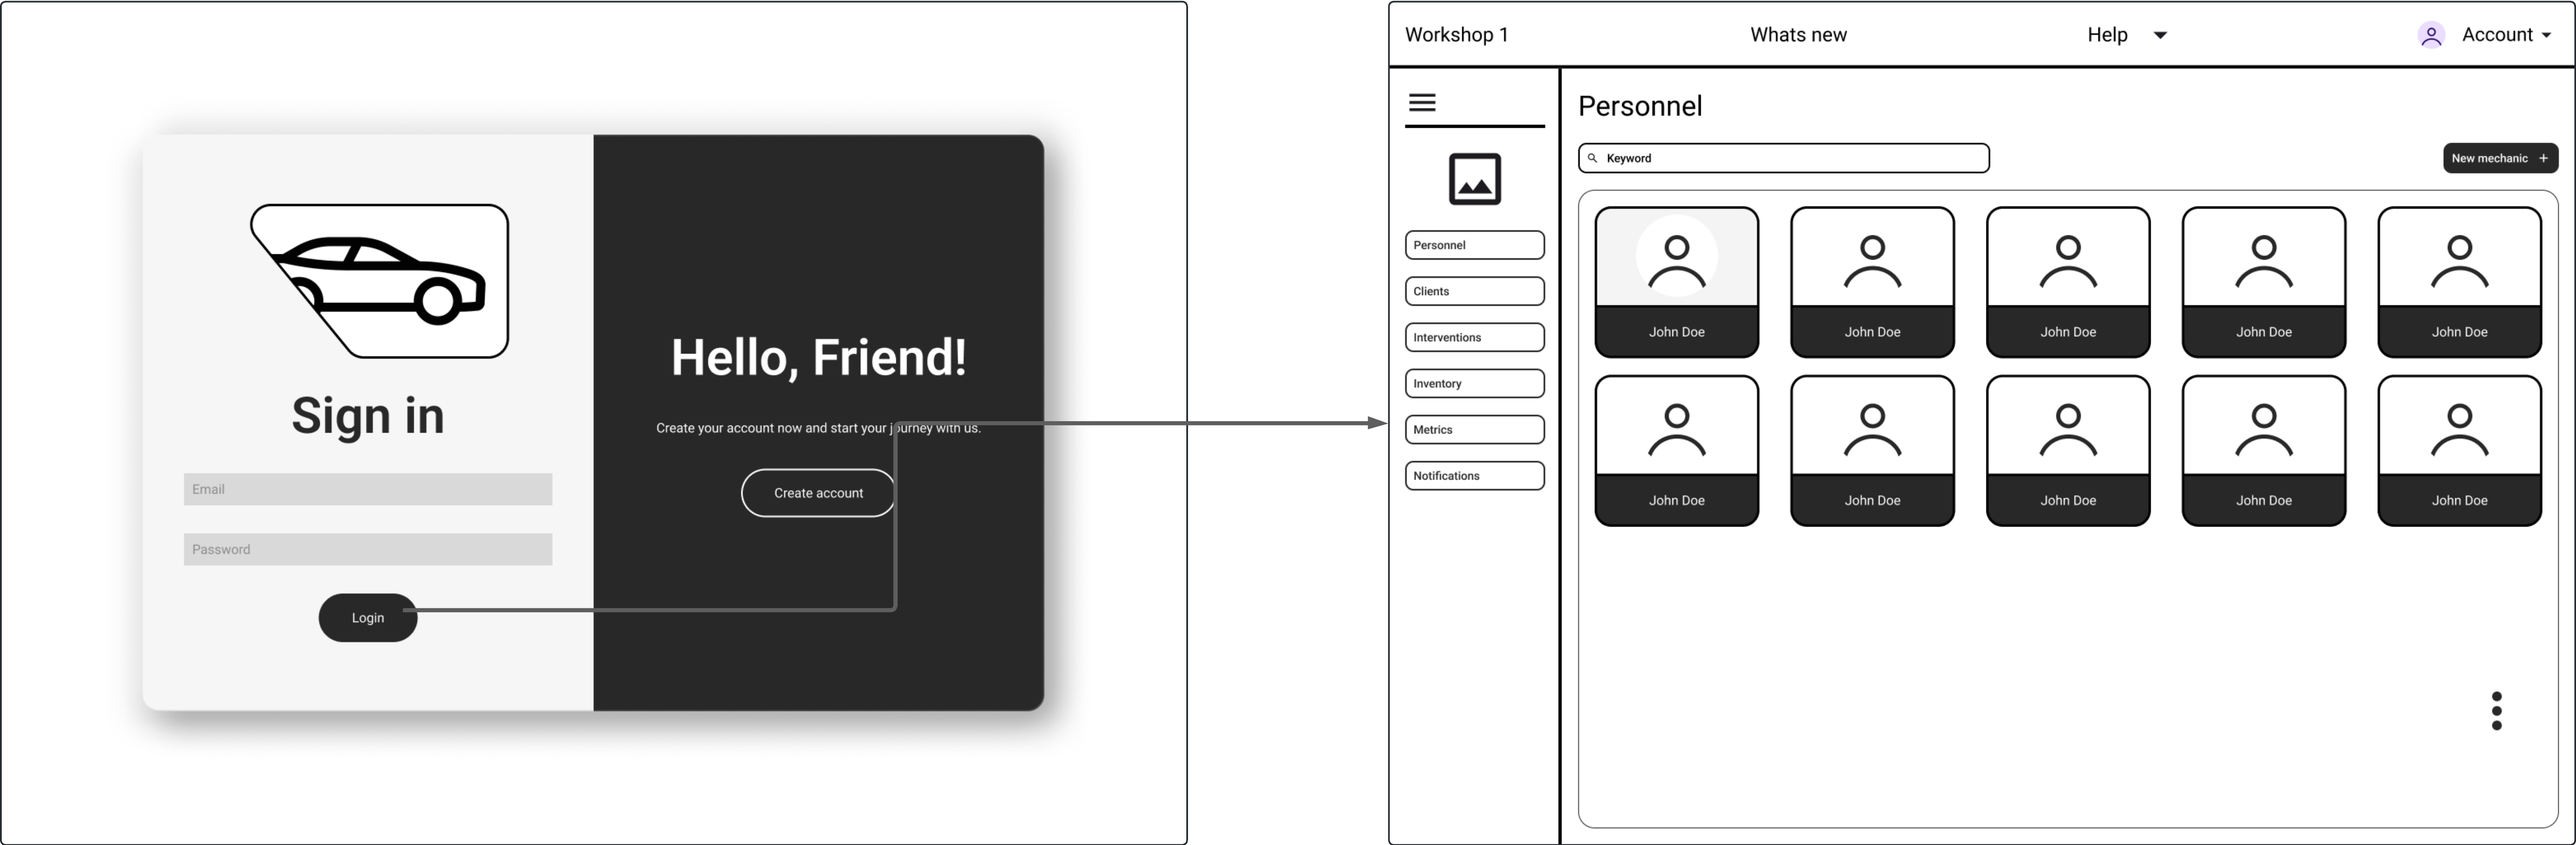 Sign in
Email
Password
Login
Hello, Friend!
Create your account now and start your journey with us.
Create account
Workshop 1
Whats new
Help
Account
Personnel
Clients
Interventions
Inventory
Metrics
Notifications
Personnel
Keyword
New mechanic +
John Doe
John Doe
John Doe
John Doe
John Doe
John Doe
John Doe
John Doe
John Doe
John Doe